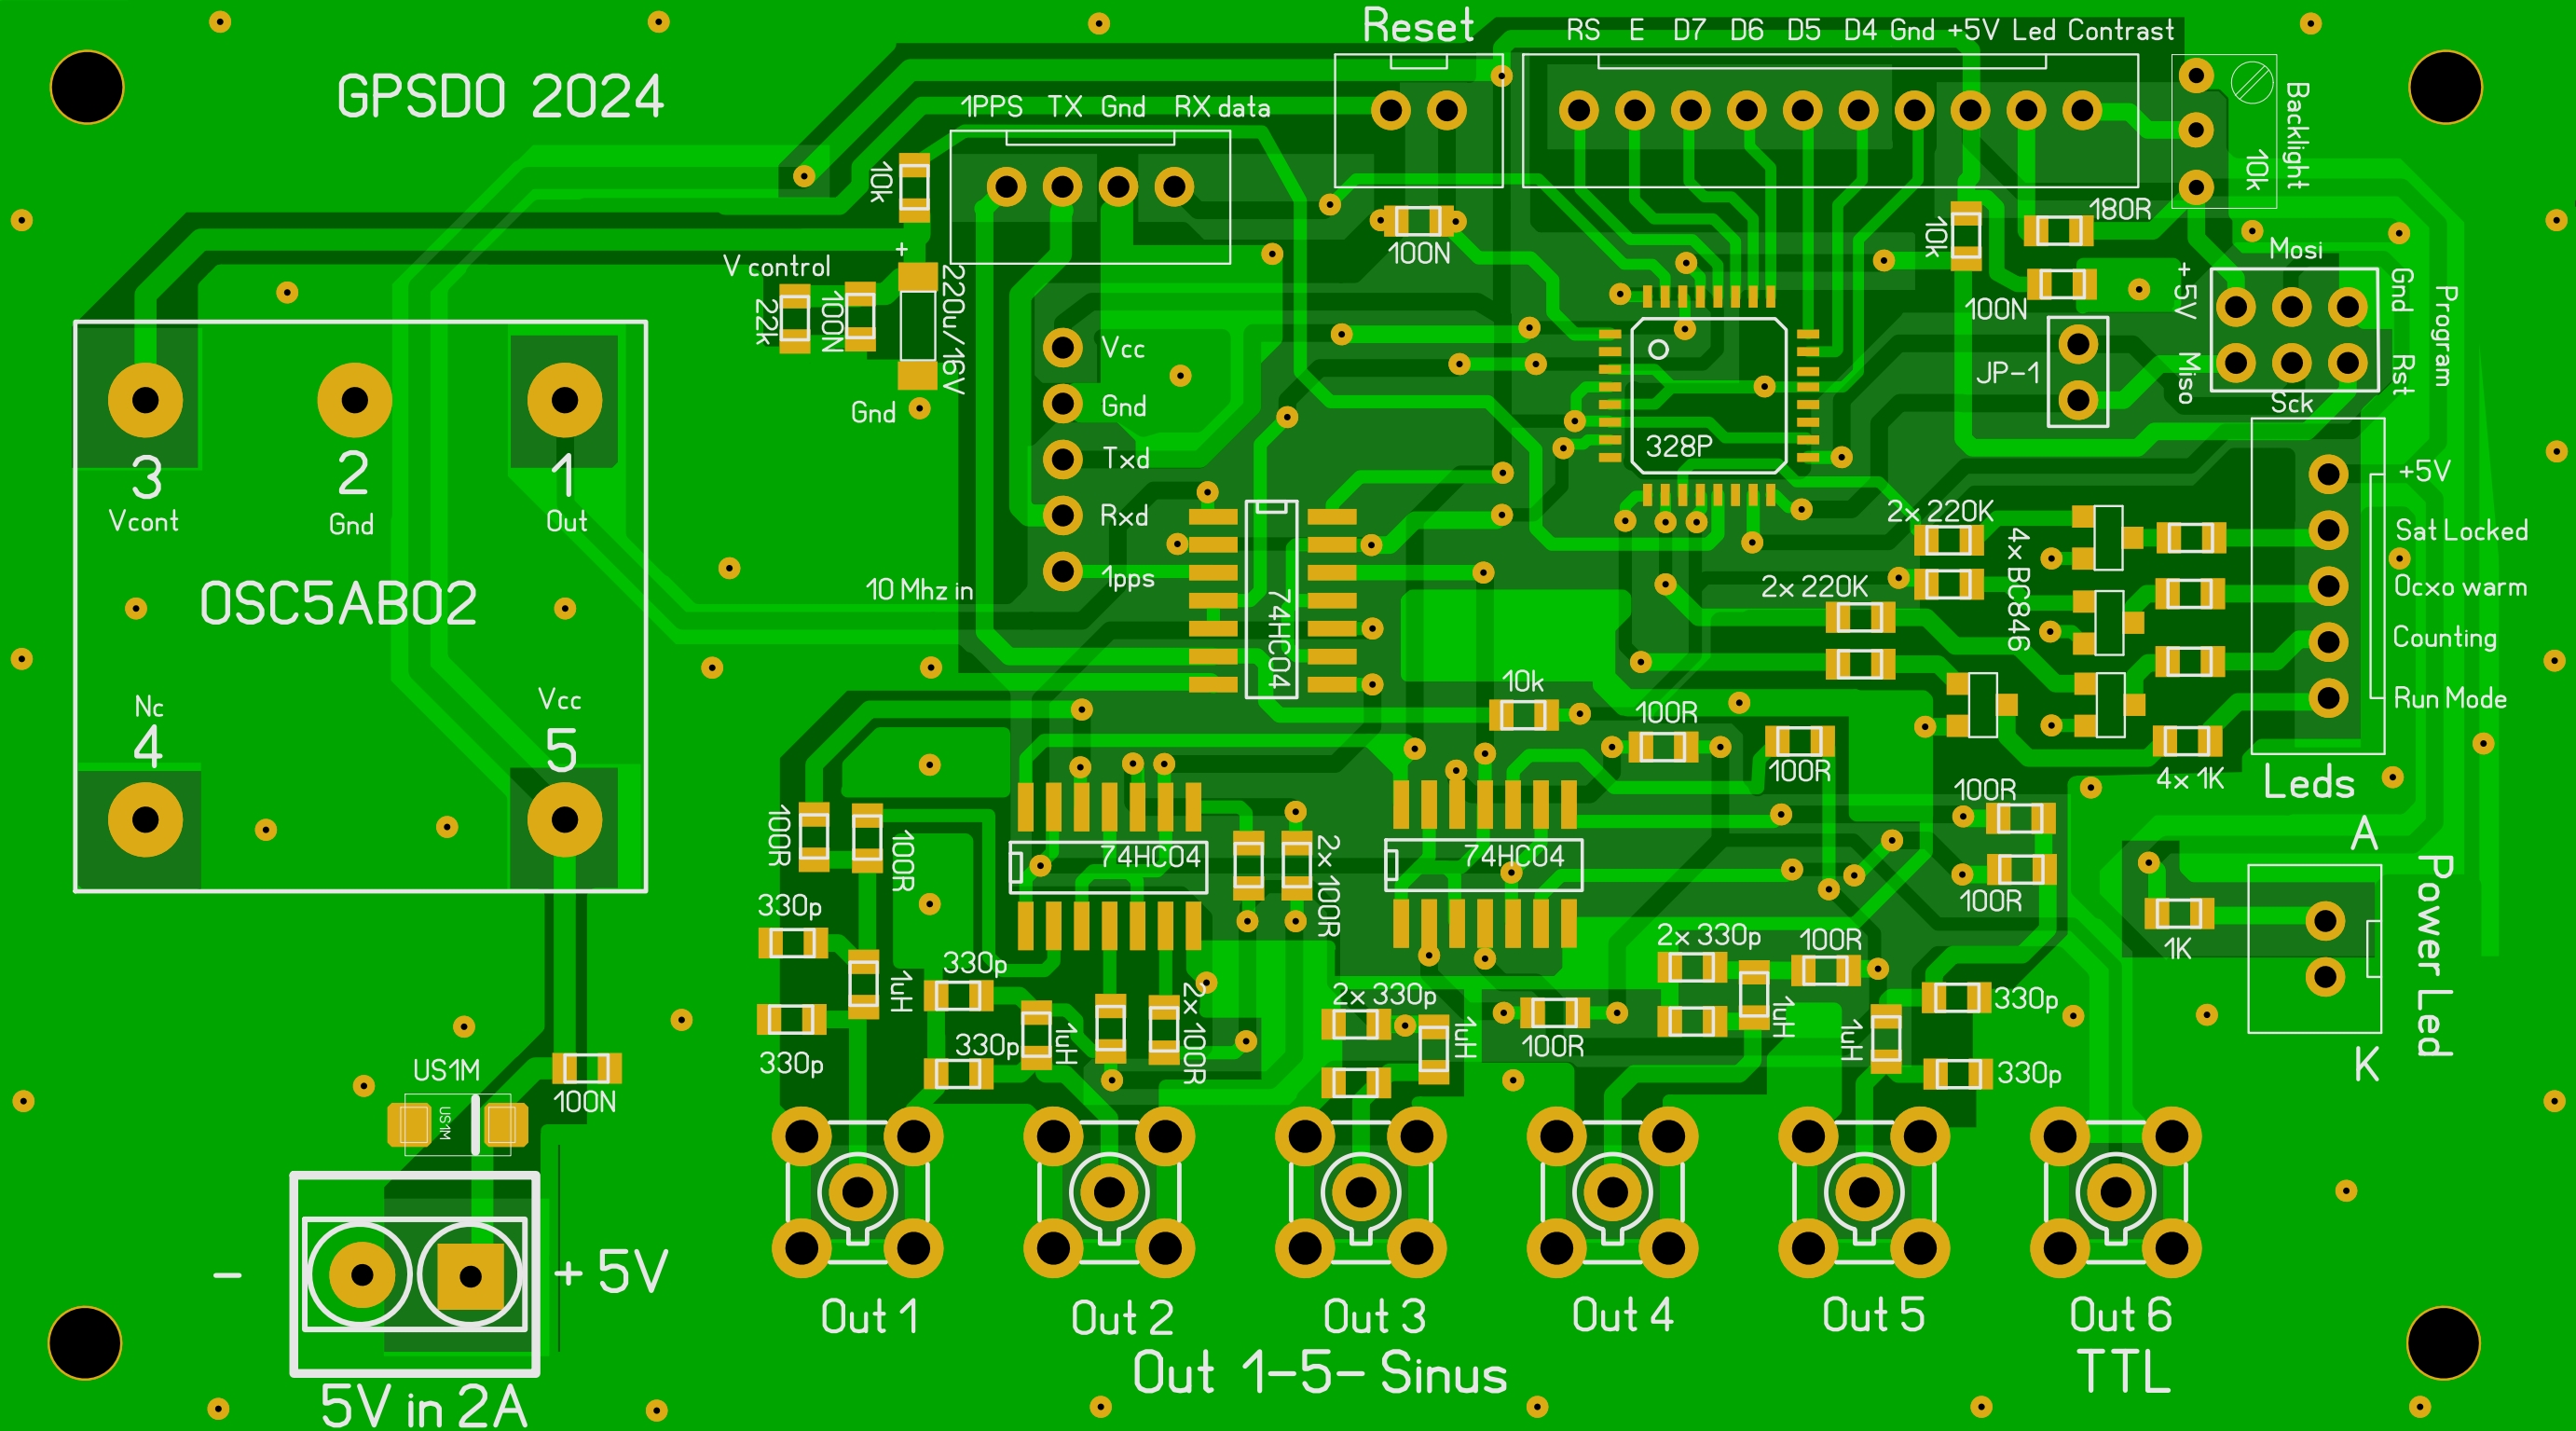 Reset
RS E D7 D6 D5 D4 Gnd +5V Led Contrast
GPSDO 2024
1PPS TX Gnd RX data
Backlight
10k
10k
180R
10k
100N
Mosi
+5V
Gnd
Program
V control
+
22k
100N
220u/16V
Gnd
100N
JP-1
Miso
Rst
Sck
Vcc
Gnd
Txd
Rxd
1pps
328P
3
2
1
Vcont
Gnd
Out
OSC5AB02
Nc
4
Vcc
5
10 Mhz in
74HC04
2x 220K
2x 220K
4x BC846
+5V
Sat Locked
Ocxo warm
Counting
Run Mode
Leds
10k
100R
100R
4x 1K
100R
100R
100R
74HC04
2x 100R
74HC04
100R
A
Power Led
K
1K
330p
330p
1uH
330p
330p
1uH
2x 100R
2x 330p
1uH
100R
2x 330p
100R
1uH
1uH
330p
330p
US1M
US1M
100N
-
+ 5V
5V in 2A
Out 1
Out 2
Out 3
Out 4
Out 5
Out 6
Out 1-5- Sinus
TTL